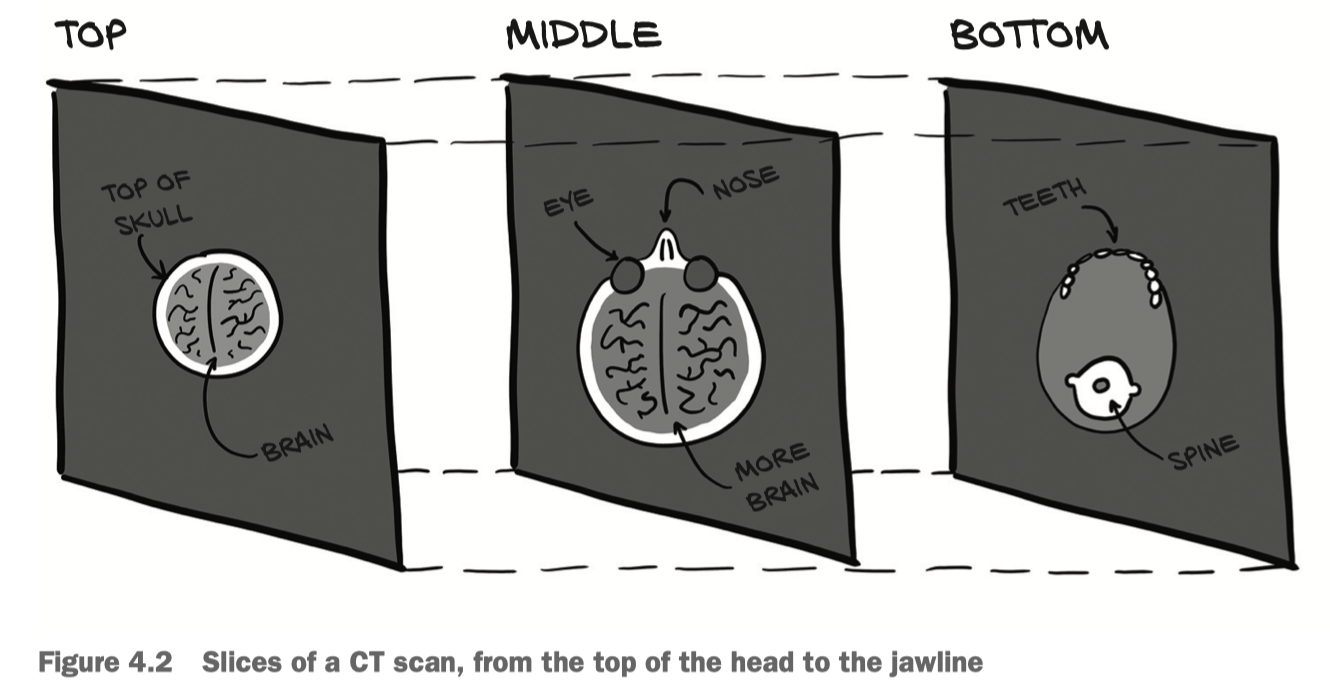 TOP
MIDDLE
BOTTOM
TOP OF
SKULL
BRAIN
EYE
NOSE
MORE
BRAIN
TEETH
SPINE
Figure 4.2 Slices of a CT scan, from the top of the head to the jawline